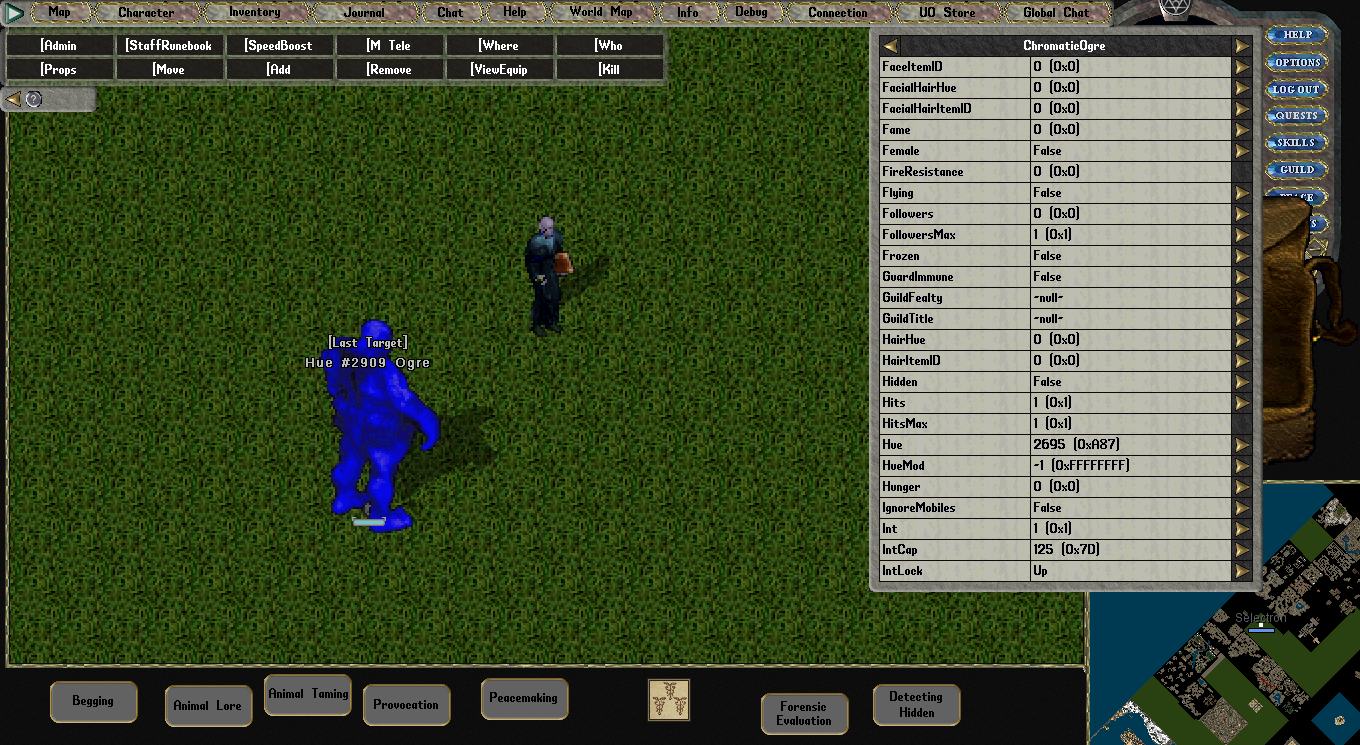 Map Character Inventory Journal Chat Help World Map Info Debug Connection UO Store Global Chat
[Admin [StaffRunebook [SpeedBoost [M Tele [Where [Who
[Props [Move [Add [Remove [ViewEquip [Kill
?
[Last Target]
Hue #2909 Ogre
ChromaticOgre
FaceItemID 0 (0x0)
FacialHairHue 0 (0x0)
FacialHairItemID 0 (0x0)
Fame 0 (0x0)
Female False
FireResistance 0 (0x0)
Flying False
Followers 0 (0x0)
FollowersMax 1 (0x1)
Frozen False
GuardImmune False
GuildFealty -null-
GuildTitle -null-
HairHue 0 (0x0)
HairItemID 0 (0x0)
Hidden False
Hits 1 (0x1)
HitsMax 1 (0x1)
Hue 2695 (0xA87)
HueMod -1 (0xFFFFFFFF)
Hunger 0 (0x0)
IgnoreMobiles False
Int 1 (0x1)
IntCap 125 (0x7D)
IntLock Up
HELP
OPTIONS
LOG OUT
QUESTS
SKILLS
GUILD
Selectron
Begging
Animal Lore
Animal Taming
Provocation
Peacemaking
Forensic
Evaluation
Detecting
Hidden